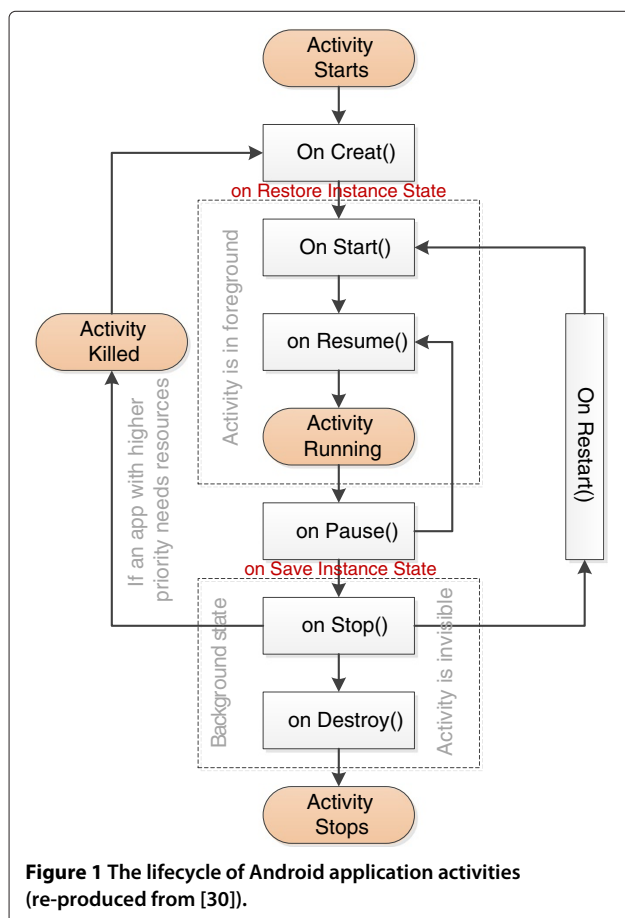 Activity
Starts
On Creat()
on Restore Instance State
On Start()
Activity is in foreground
on Resume()
Activity
Killed
Activity
Running
On Restart()
If an app with higher
priority needs resources
on Pause()
on Save Instance State
Background state
on Stop()
Activity is invisible
on Destroy()
Activity
Stops
Figure 1 The lifecycle of Android application activities
(re-produced from [30]).